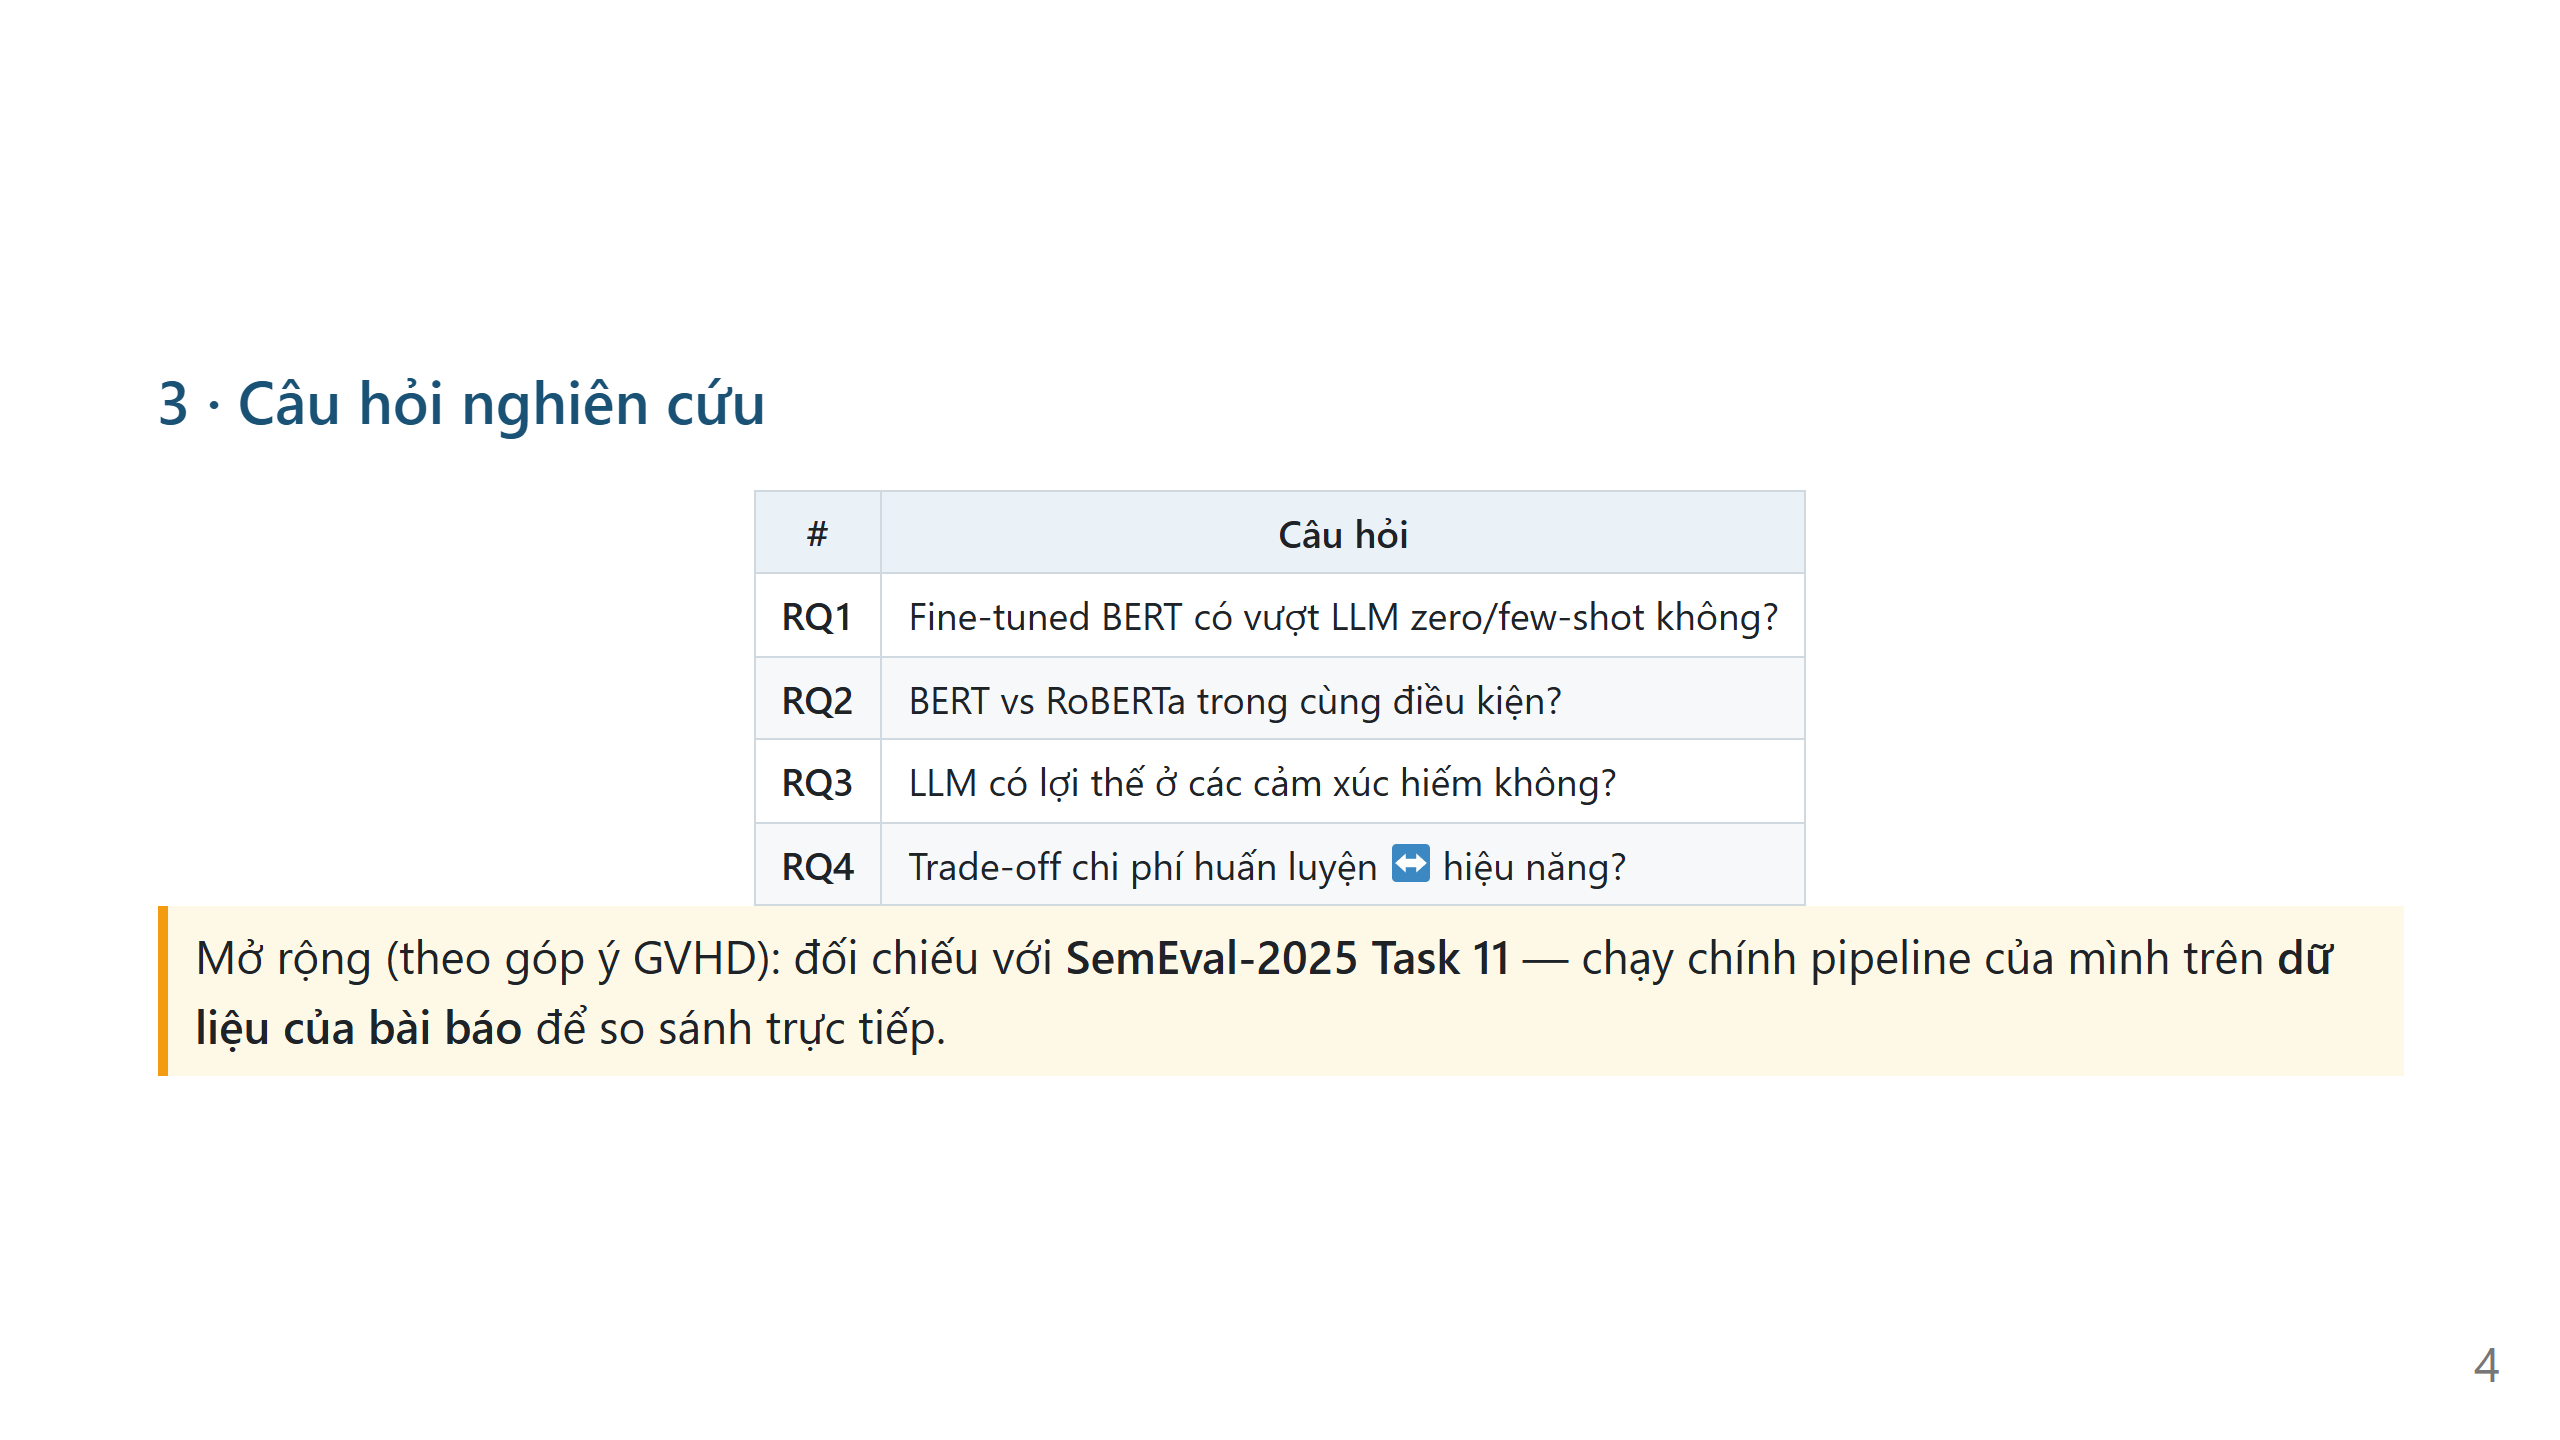 3 · Câu hỏi nghiên cứu
# Câu hỏi
RQ1 Fine-tuned BERT có vượt LLM zero/few-shot không?
RQ2 BERT vs RoBERTa trong cùng điều kiện?
RQ3 LLM có lợi thế ở các cảm xúc hiếm không?
RQ4 Trade-off chi phí huấn luyện ↔️ hiệu năng?
Mở rộng (theo góp ý GVHD): đối chiếu với SemEval-2025 Task 11 — chạy chính pipeline của mình trên dữ
liệu của bài báo để so sánh trực tiếp.
4